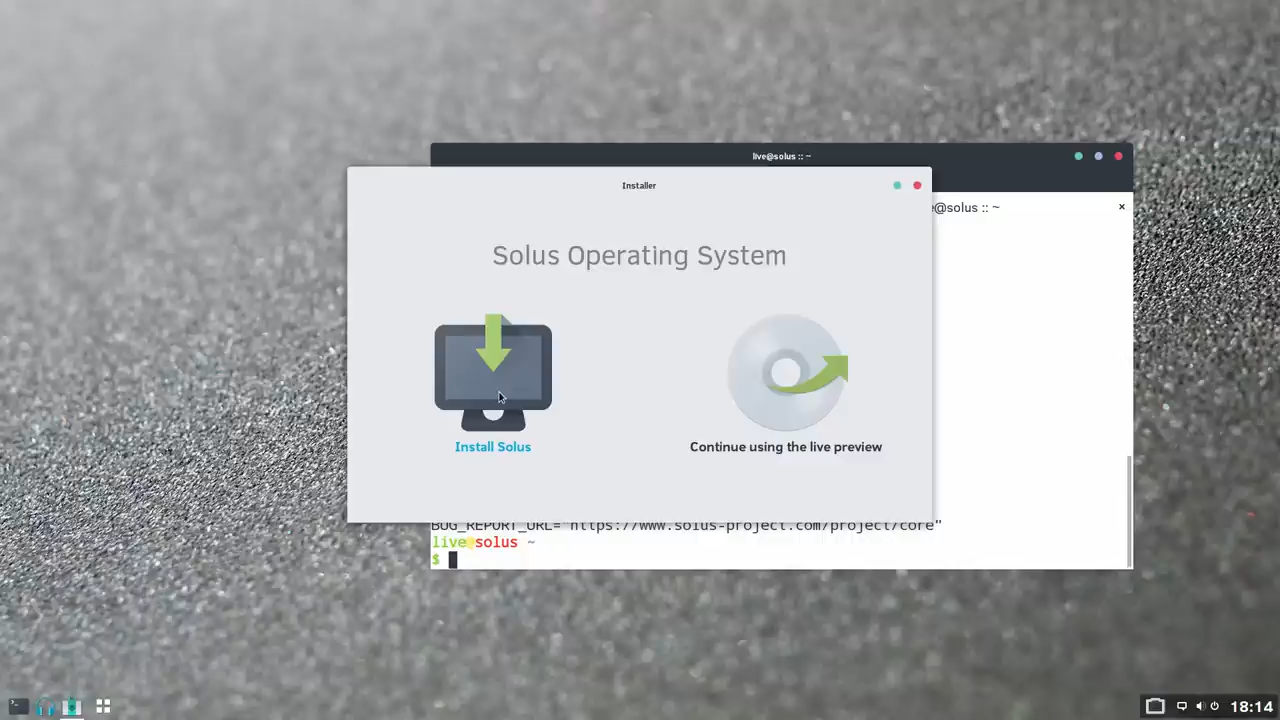 live@solus :: ~
Installer
@solus :: ~
Solus Operating System
Install Solus
Continue using the live preview
BUG_REPORT_URL="https://www.solus-project.com/project/core"
live@solus ~
$
18:14